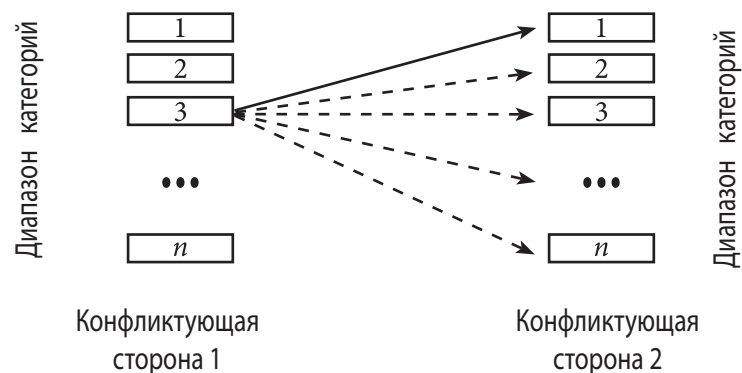 Диапазон категорий
1
2
3
•••
n
Конфликтующая
сторона 1
1
2
3
•••
n
Конфликтующая
сторона 2
Диапазон категорий